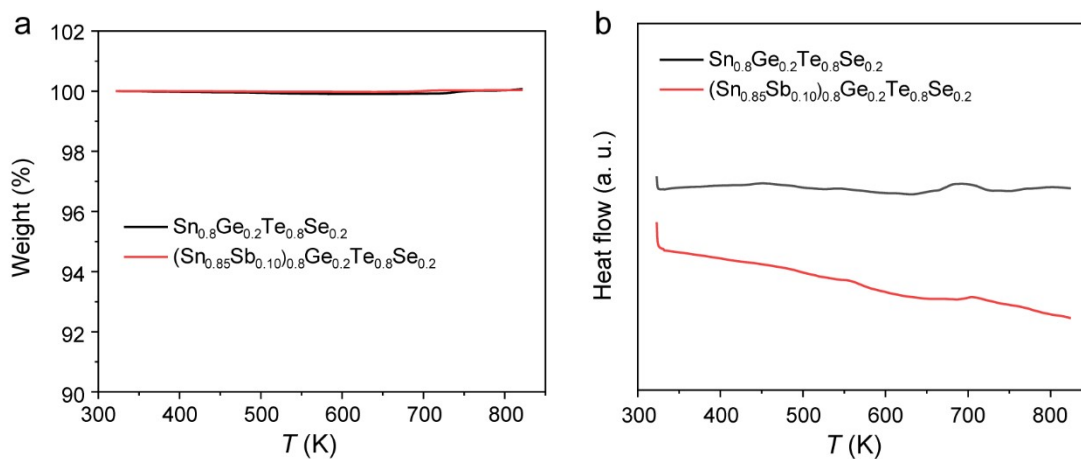 a
102
100
98
96
94
92
90
Weight (%)
Sn0.8Ge0.2Te0.8Se0.2
(Sn0.85Sb0.10)0.8Ge0.2Te0.8Se0.2
300 400 500 600 700 800
T (K)
b
Heat flow (a. u.)
Sn0.8Ge0.2Te0.8Se0.2
(Sn0.85Sb0.10)0.8Ge0.2Te0.8Se0.2
300 400 500 600 700 800
T (K)